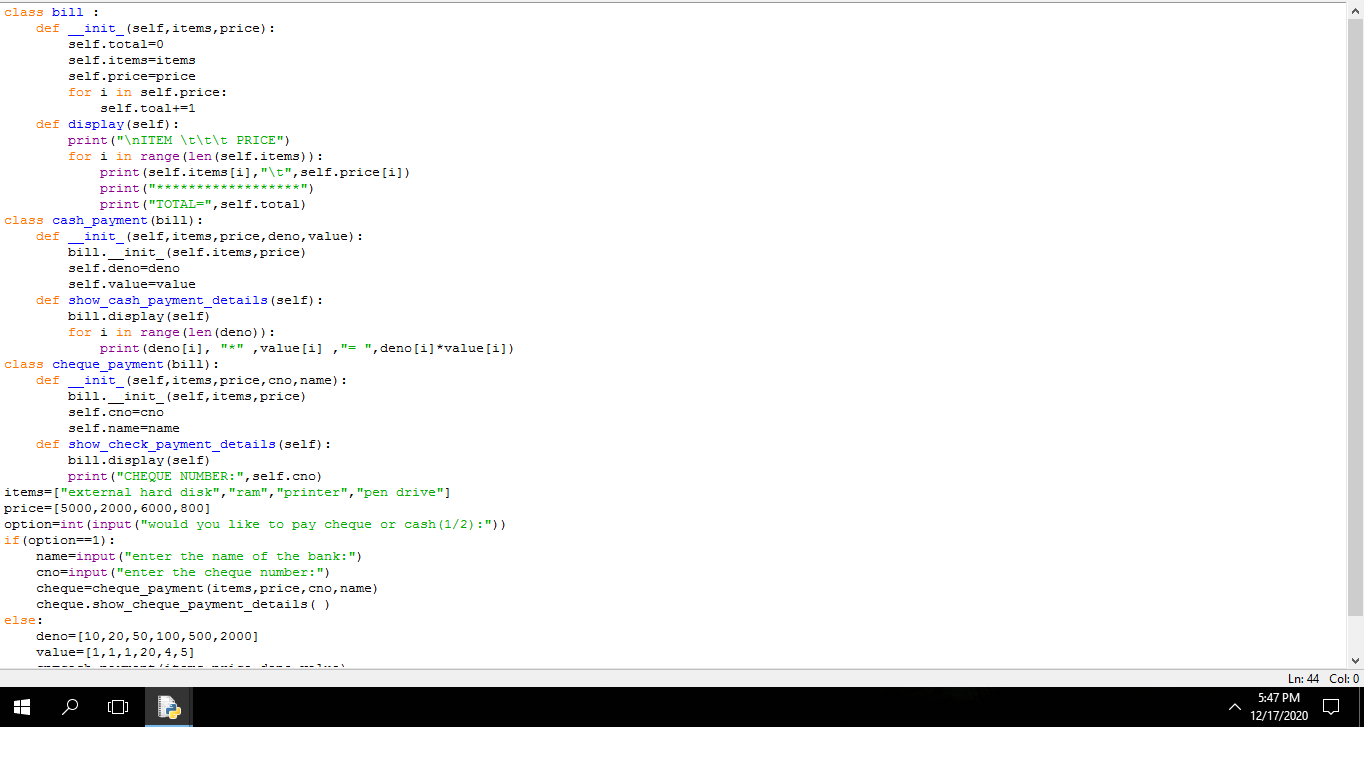 class bill :
    def __init_(self,items,price):
        self.total=0
        self.items=items
        self.price=price
        for i in self.price:
            self.toal+=1
    def display(self):
        print("\nITEM \t\t\t PRICE")
        for i in range(len(self.items)):
            print(self.items[i],"\t",self.price[i])
            print("******************")
            print("TOTAL=",self.total)
class cash_payment(bill):
    def __init_(self,items,price,deno,value):
        bill.__init_(self.items,price)
        self.deno=deno
        self.value=value
    def show_cash_payment_details(self):
        bill.display(self)
        for i in range(len(deno)):
            print(deno[i], "*" ,value[i] ,"= ",deno[i]*value[i])
class cheque_payment(bill):
    def __init_(self,items,price,cno,name):
        bill.__init_(self,items,price)
        self.cno=cno
        self.name=name
    def show_check_payment_details(self):
        bill.display(self)
        print("CHEQUE NUMBER:",self.cno)
items=["external hard disk","ram","printer","pen drive"]
price=[5000,2000,6000,800]
option=int(input("would you like to pay cheque or cash(1/2):"))
if(option==1):
    name=input("enter the name of the bank:")
    cno=input("enter the cheque number:")
    cheque=cheque_payment(items,price,cno,name)
    cheque.show_cheque_payment_details( )
else:
    deno=[10,20,50,100,500,2000]
    value=[1,1,1,20,4,5]
Ln: 44 Col: 0
5:47 PM
12/17/2020